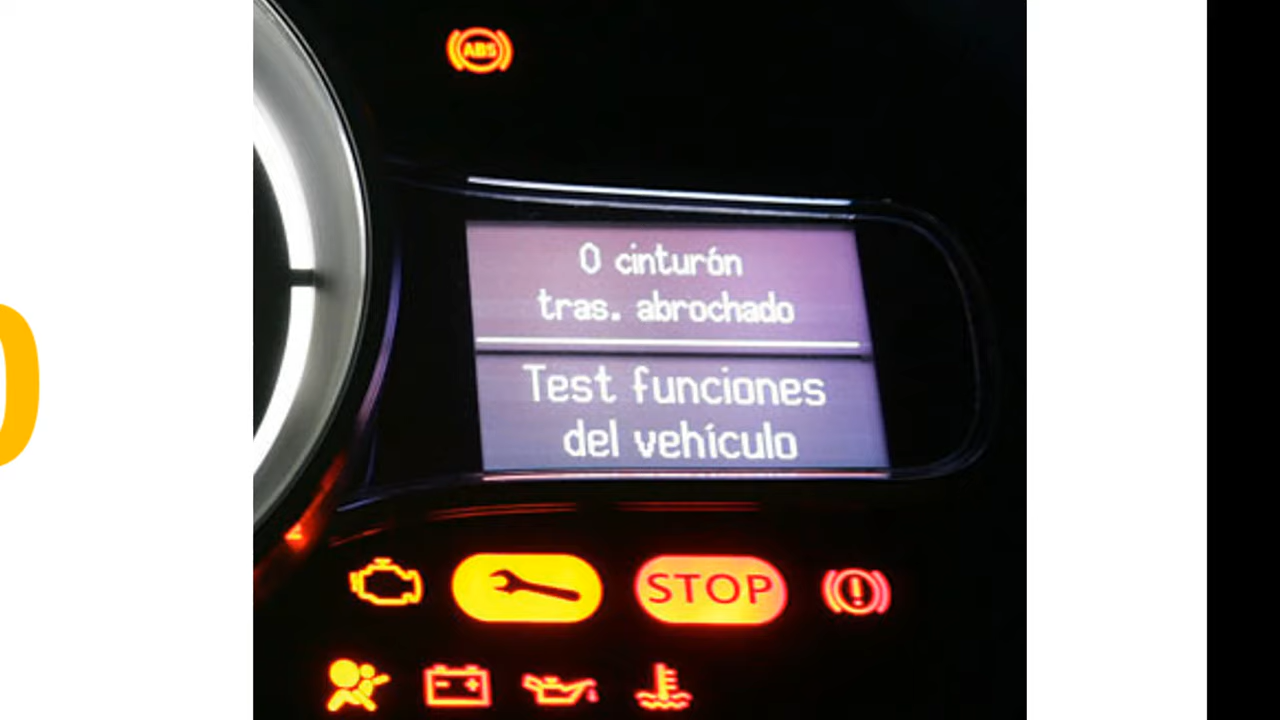 ABS
0 cinturón
tras. abrochado
Test funciones
del vehículo
STOP